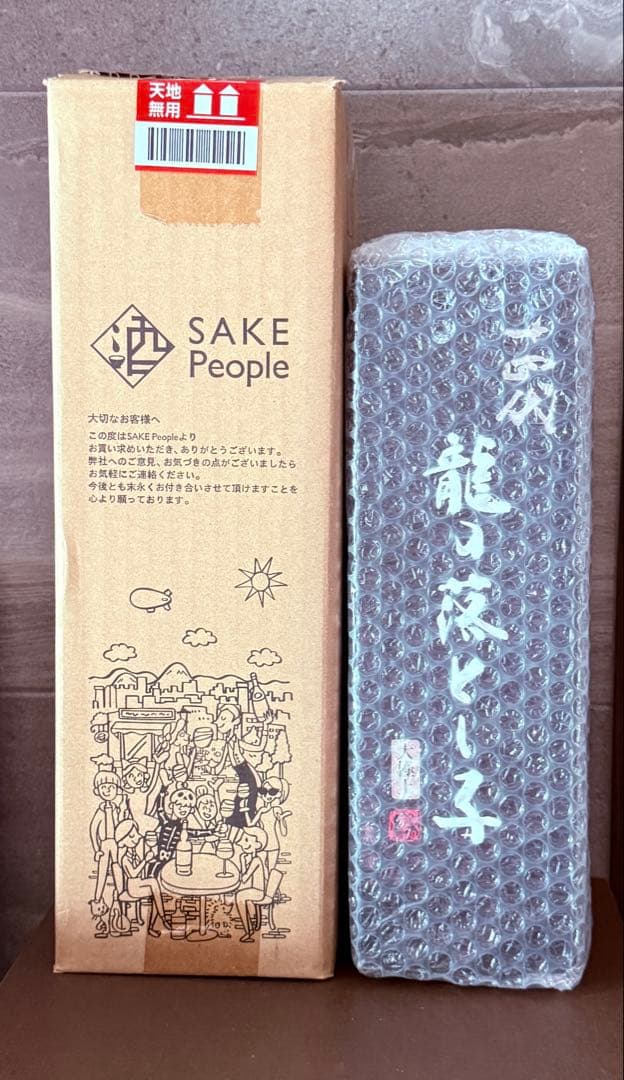 天地
無用
SAKE
People
大切なお客様へ
この度はSAKE Peopleより
お買い求めいただき、ありがとうございます。
弊社へのご意見、お気づきの点がございましたら
お気軽にご連絡ください。
今後とも末永くお付き合いさせて頂けますことを
心より願っております。
十四代
龍の落とし子